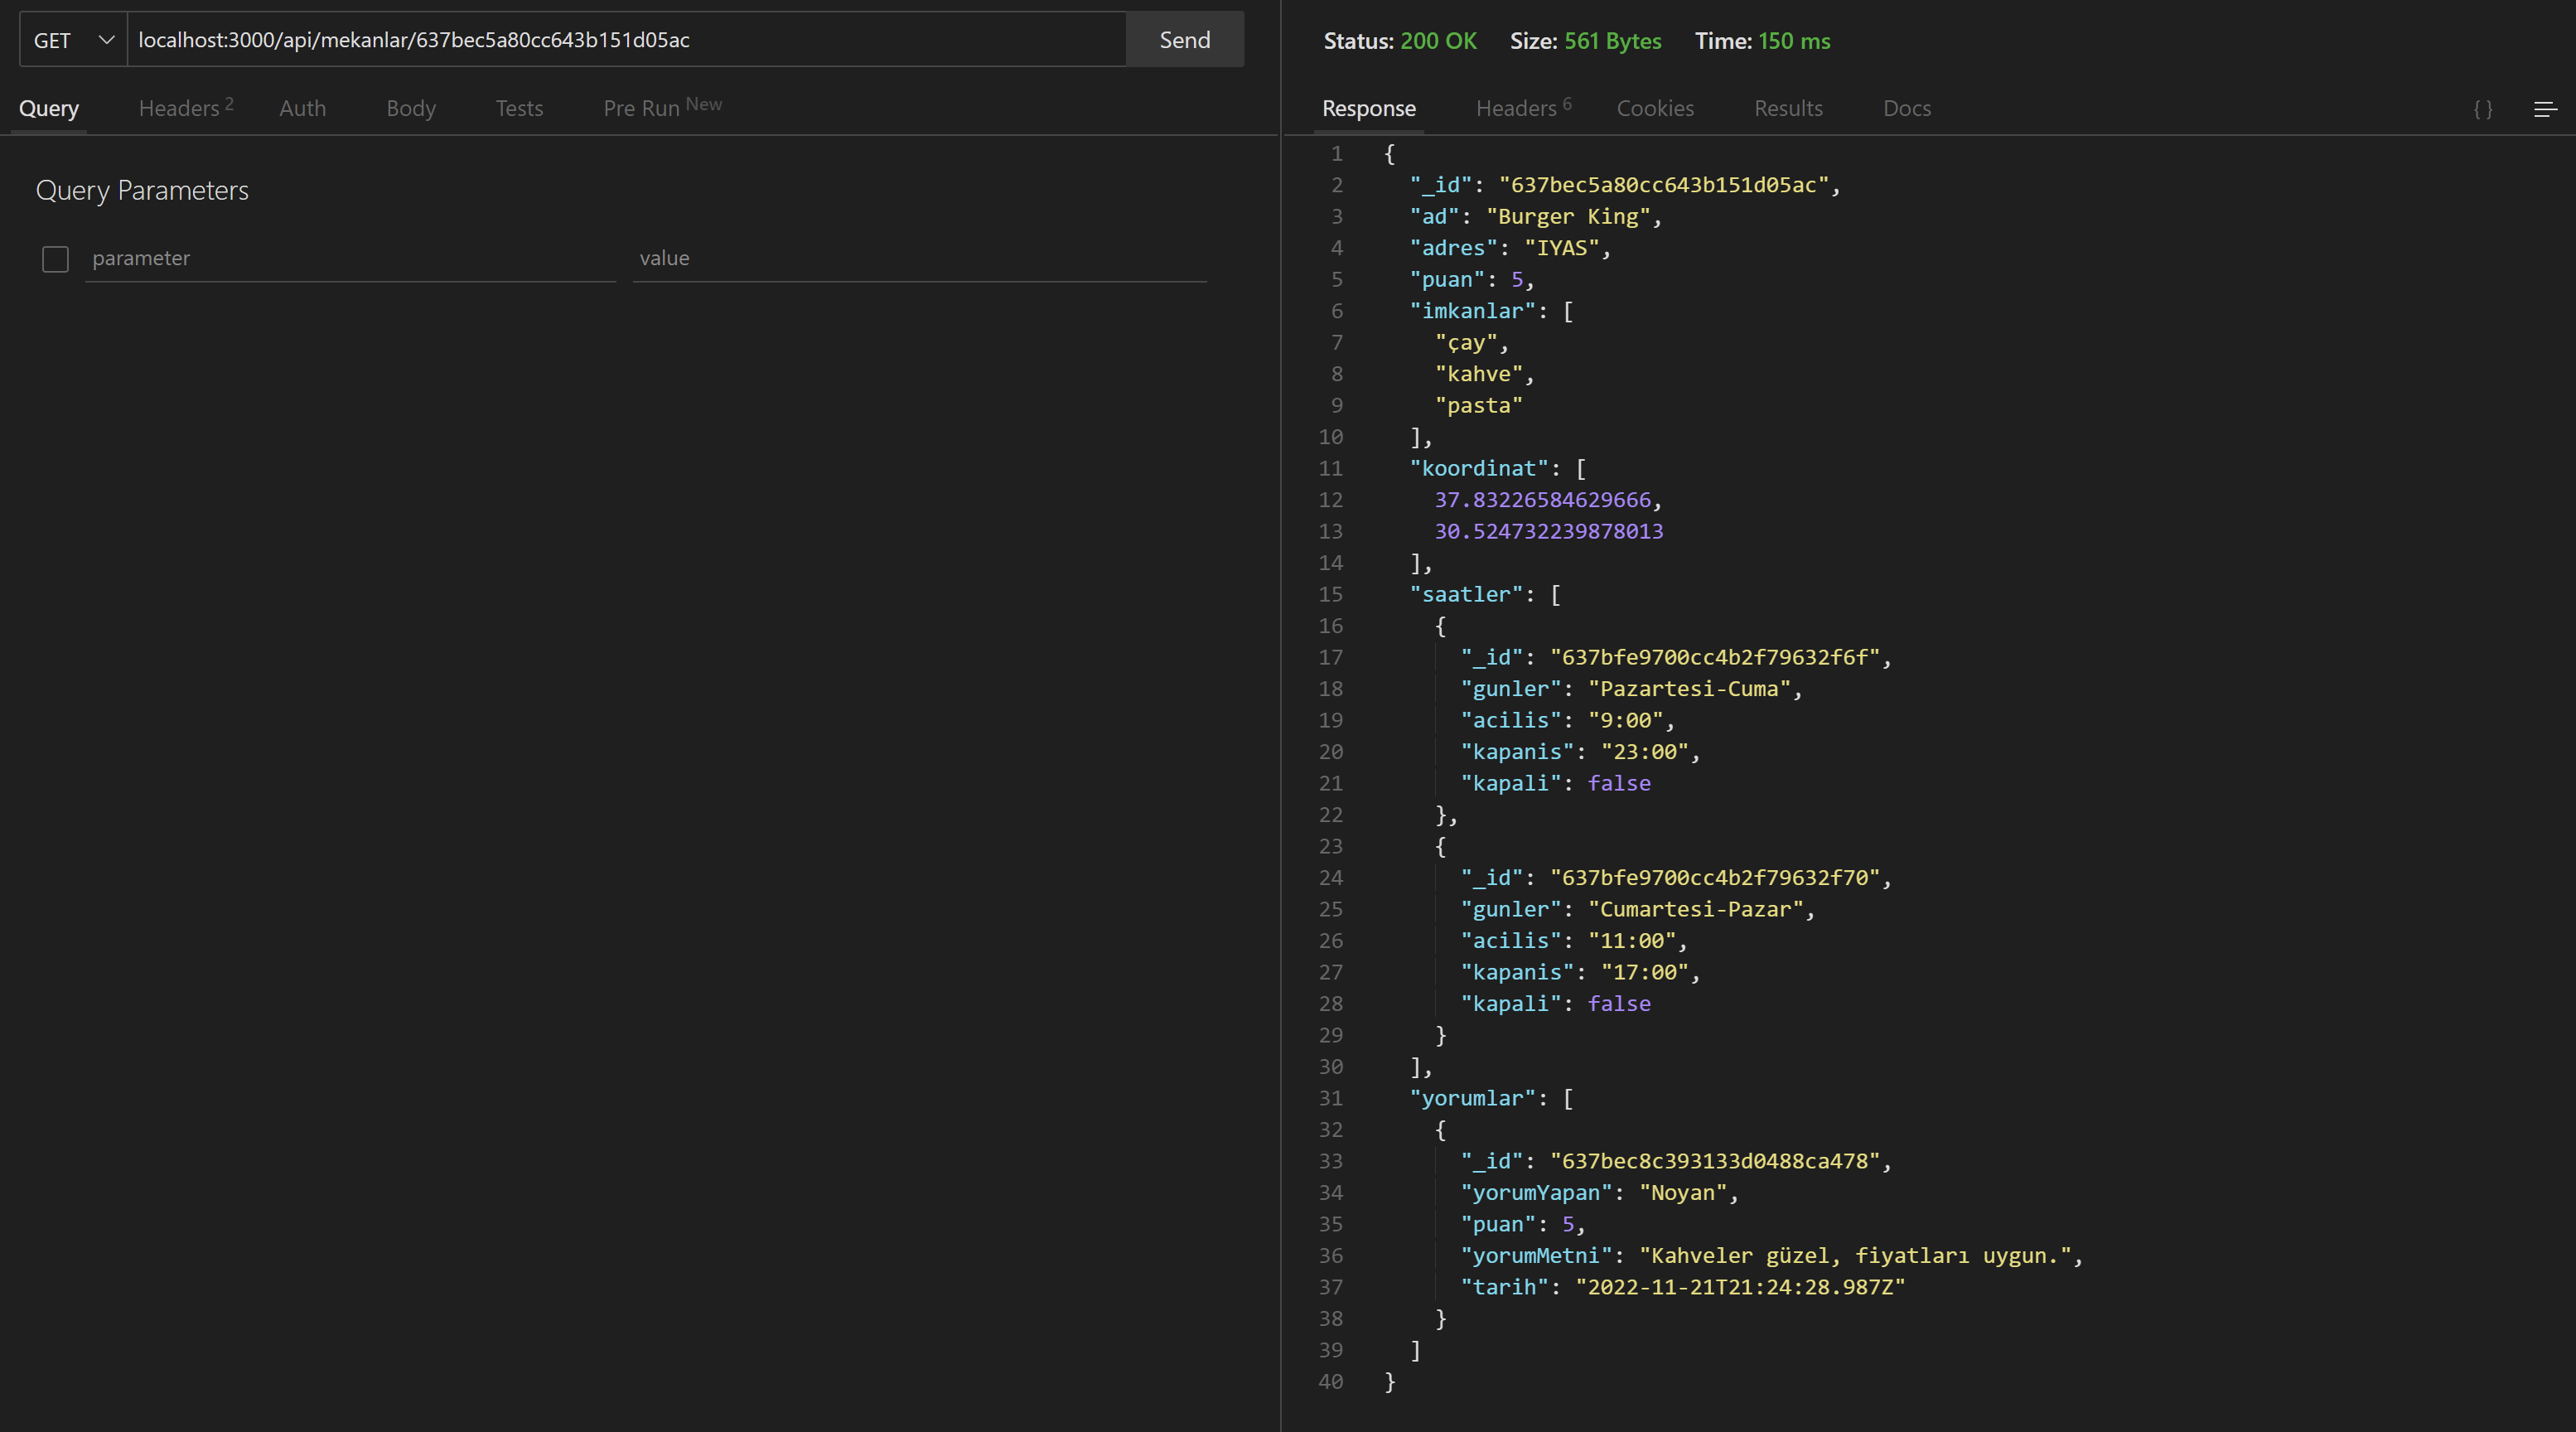 GET localhost:3000/api/mekanlar/637bec5a80cc643b151d05ac Send
Query Headers 2 Auth Body Tests Pre Run New
Query Parameters
parameter value
Status: 200 OK Size: 561 Bytes Time: 150 ms
Response Headers 6 Cookies Results Docs { }
1 {
2 "_id": "637bec5a80cc643b151d05ac",
3 "ad": "Burger King",
4 "adres": "IYAS",
5 "puan": 5,
6 "imkanlar": [
7 "çay",
8 "kahve",
9 "pasta"
10 ],
11 "koordinat": [
12 37.83226584629666,
13 30.524732239878013
14 ],
15 "saatler": [
16 {
17 "_id": "637bfe9700cc4b2f79632f6f",
18 "gunler": "Pazartesi-Cuma",
19 "acilis": "9:00",
20 "kapanis": "23:00",
21 "kapali": false
22 },
23 {
24 "_id": "637bfe9700cc4b2f79632f70",
25 "gunler": "Cumartesi-Pazar",
26 "acilis": "11:00",
27 "kapanis": "17:00",
28 "kapali": false
29 }
30 ],
31 "yorumlar": [
32 {
33 "_id": "637bec8c393133d0488ca478",
34 "yorumYapan": "Noyan",
35 "puan": 5,
36 "yorumMetni": "Kahveler güzel, fiyatları uygun.",
37 "tarih": "2022-11-21T21:24:28.987Z"
38 }
39 ]
40 }